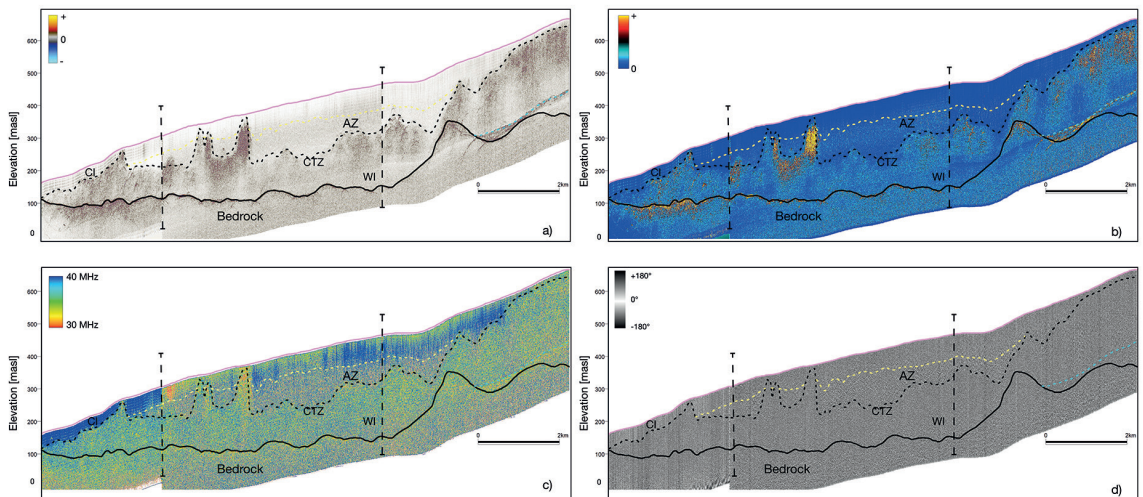 +
0
-
600
500
400
300
200
100
0
Elevation [masl]
T
T
CI
AZ
CTZ
WI
Bedrock
0
2km
a)
+
0
600
500
400
300
200
100
0
Elevation [masl]
T
T
CI
AZ
CTZ
WI
Bedrock
0
2km
b)
40 MHz
30 MHz
600
500
400
300
200
100
0
Elevation [masl]
T
T
CI
AZ
CTZ
WI
Bedrock
0
2km
c)
+180°
0°
-180°
600
500
400
300
200
100
0
Elevation [masl]
T
T
CI
AZ
CTZ
WI
Bedrock
0
2km
d)